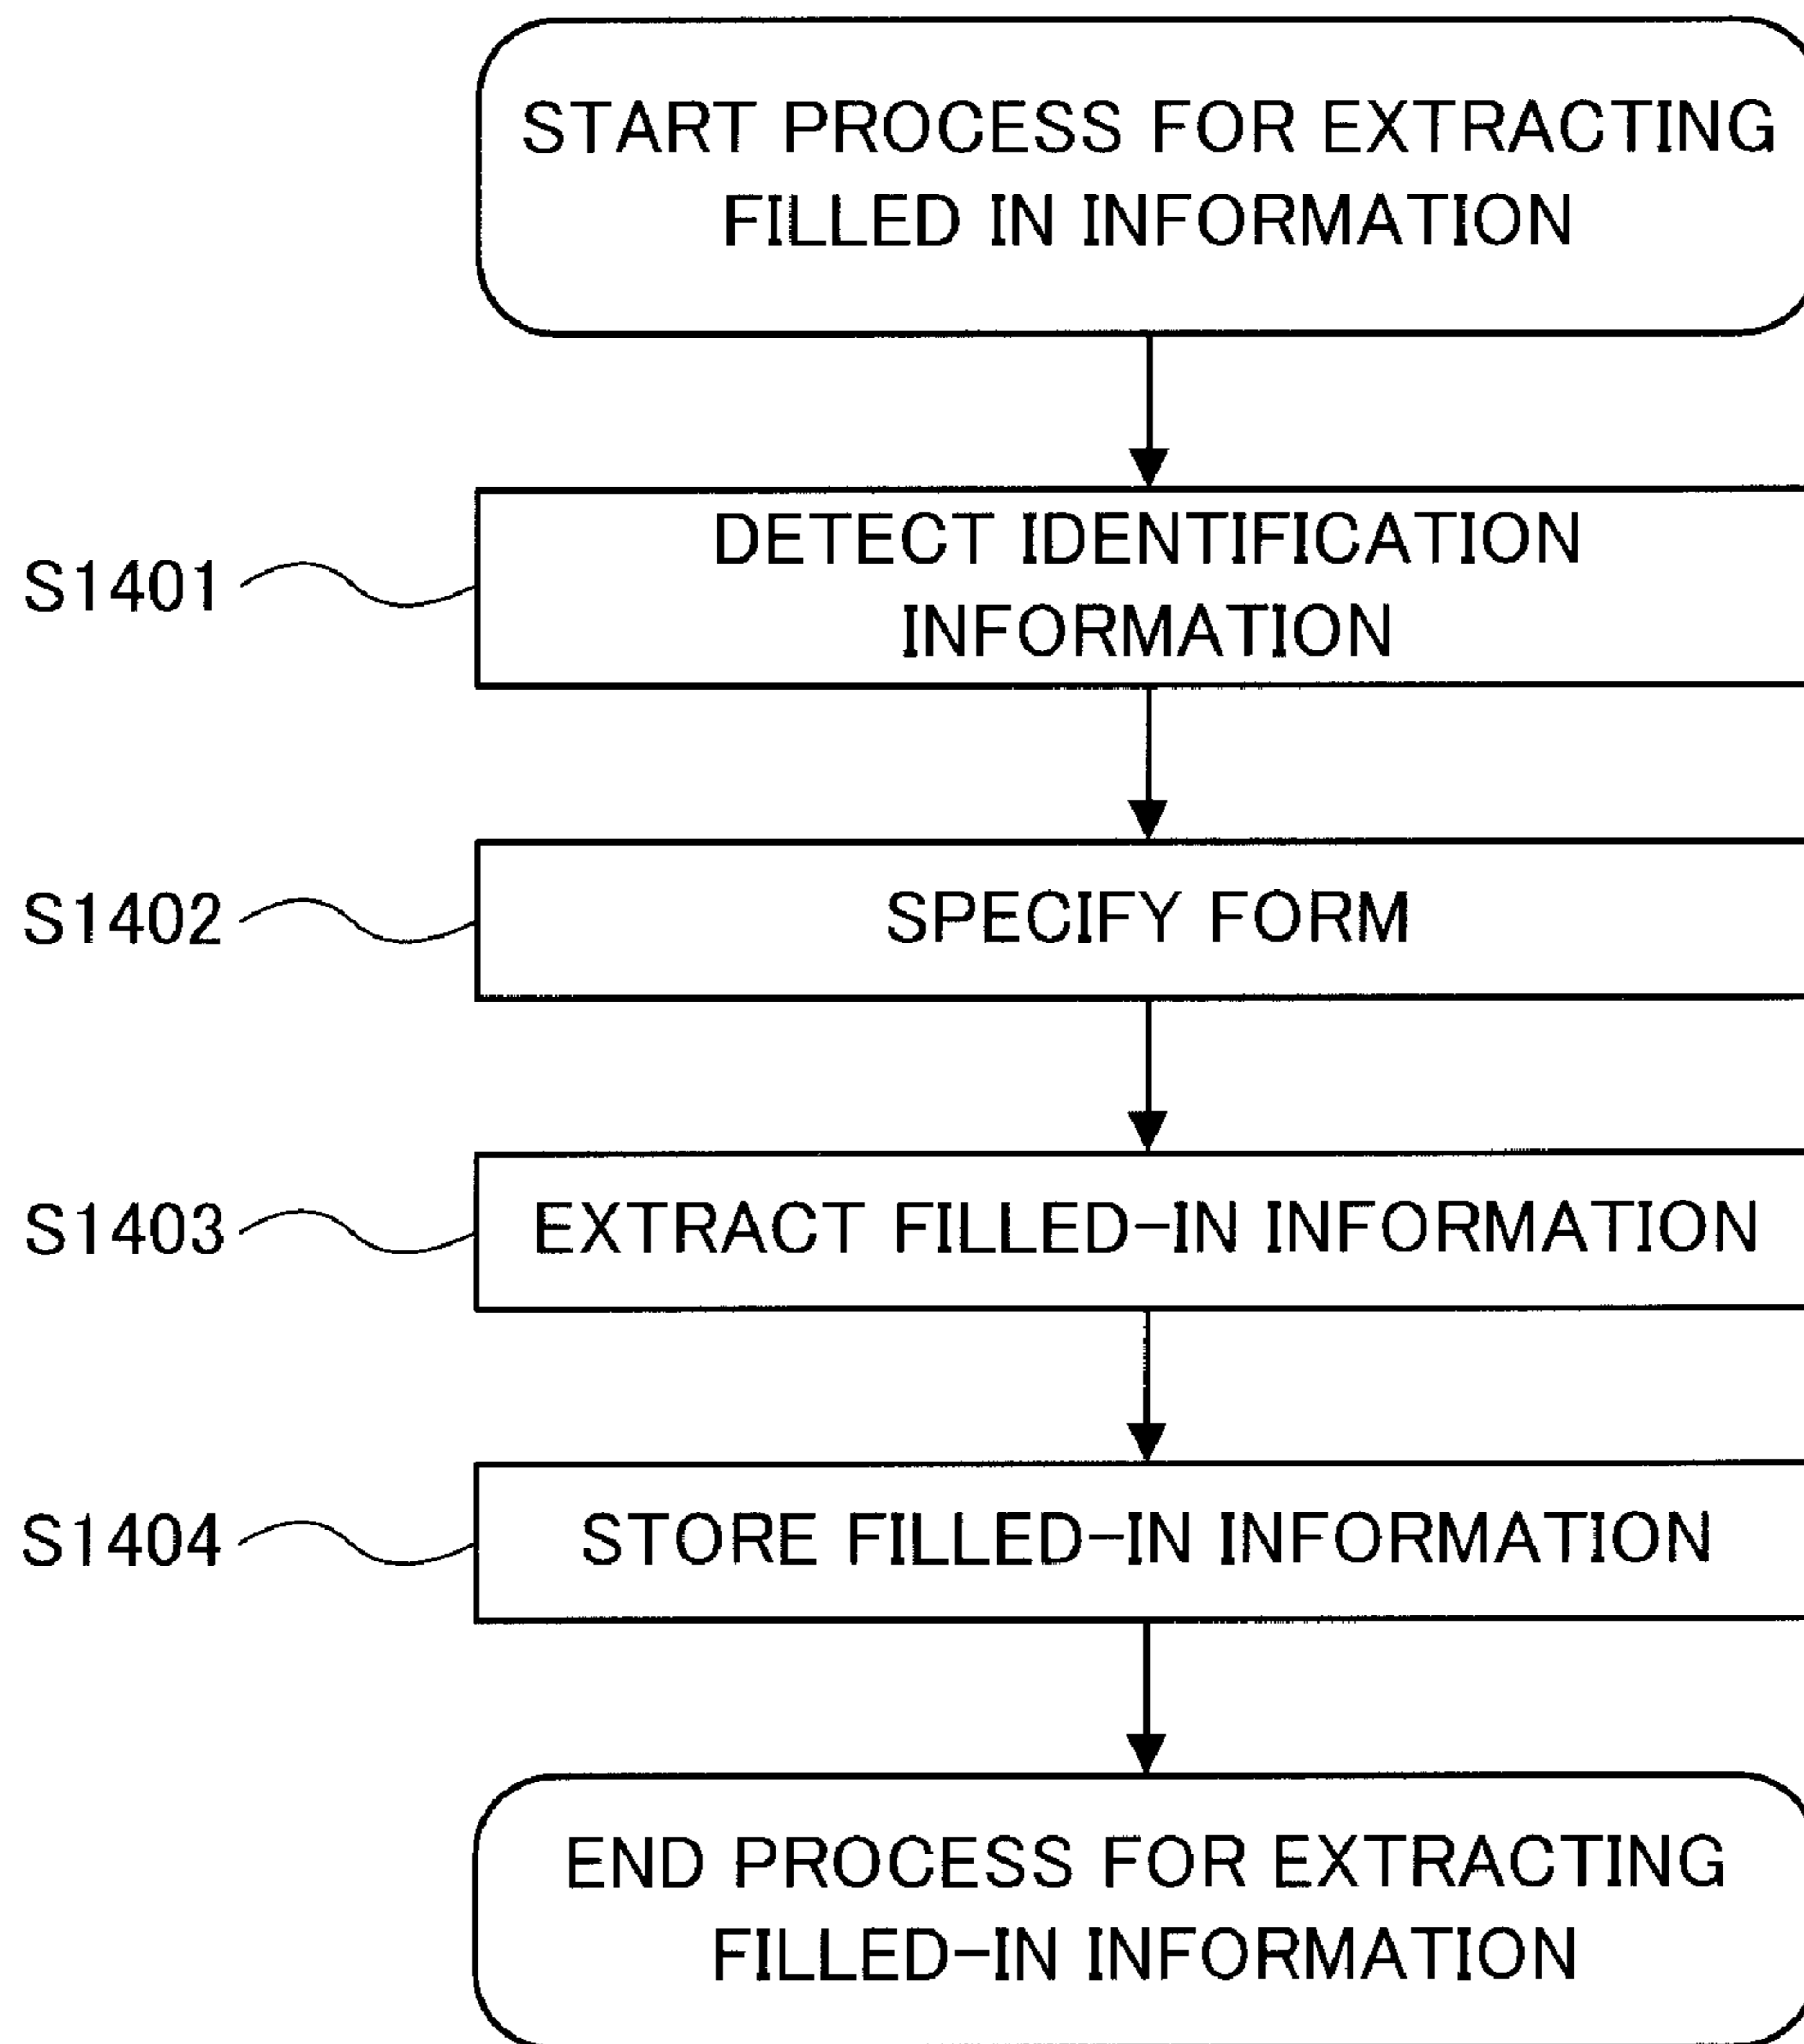 START PROCESS FOR EXTRACTING
FILLED IN INFORMATION
S1401
DETECT IDENTIFICATION
INFORMATION
S1402
SPECIFY FORM
S1403
EXTRACT FILLED-IN INFORMATION
S1404
STORE FILLED-IN INFORMATION
END PROCESS FOR EXTRACTING
FILLED-IN INFORMATION